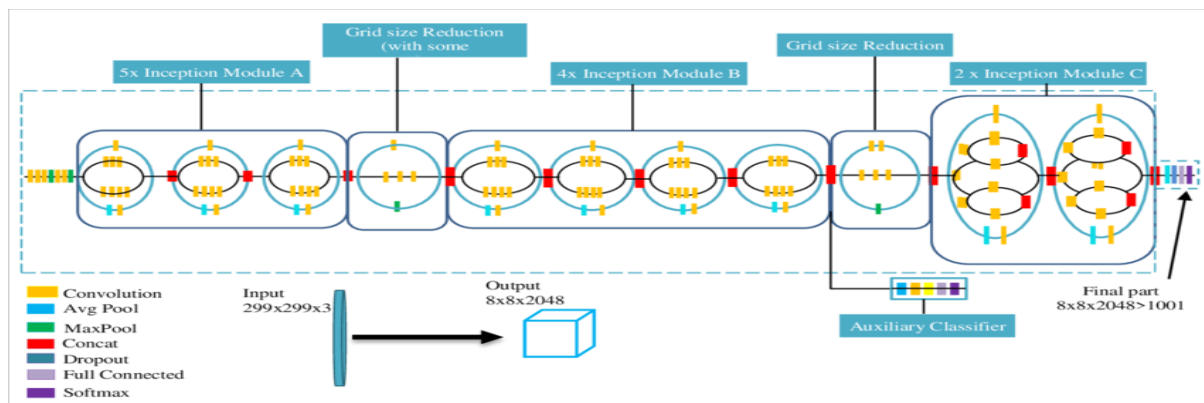 Grid size Reduction
(with some
Grid size Reduction
5x Inception Module A
4x Inception Module B
2 x Inception Module C
Convolution
Avg Pool
MaxPool
Concat
Dropout
Full Connected
Softmax
Input
299x299x3
Output
8x8x2048
Auxiliary Classifier
Final part
8x8x2048>1001